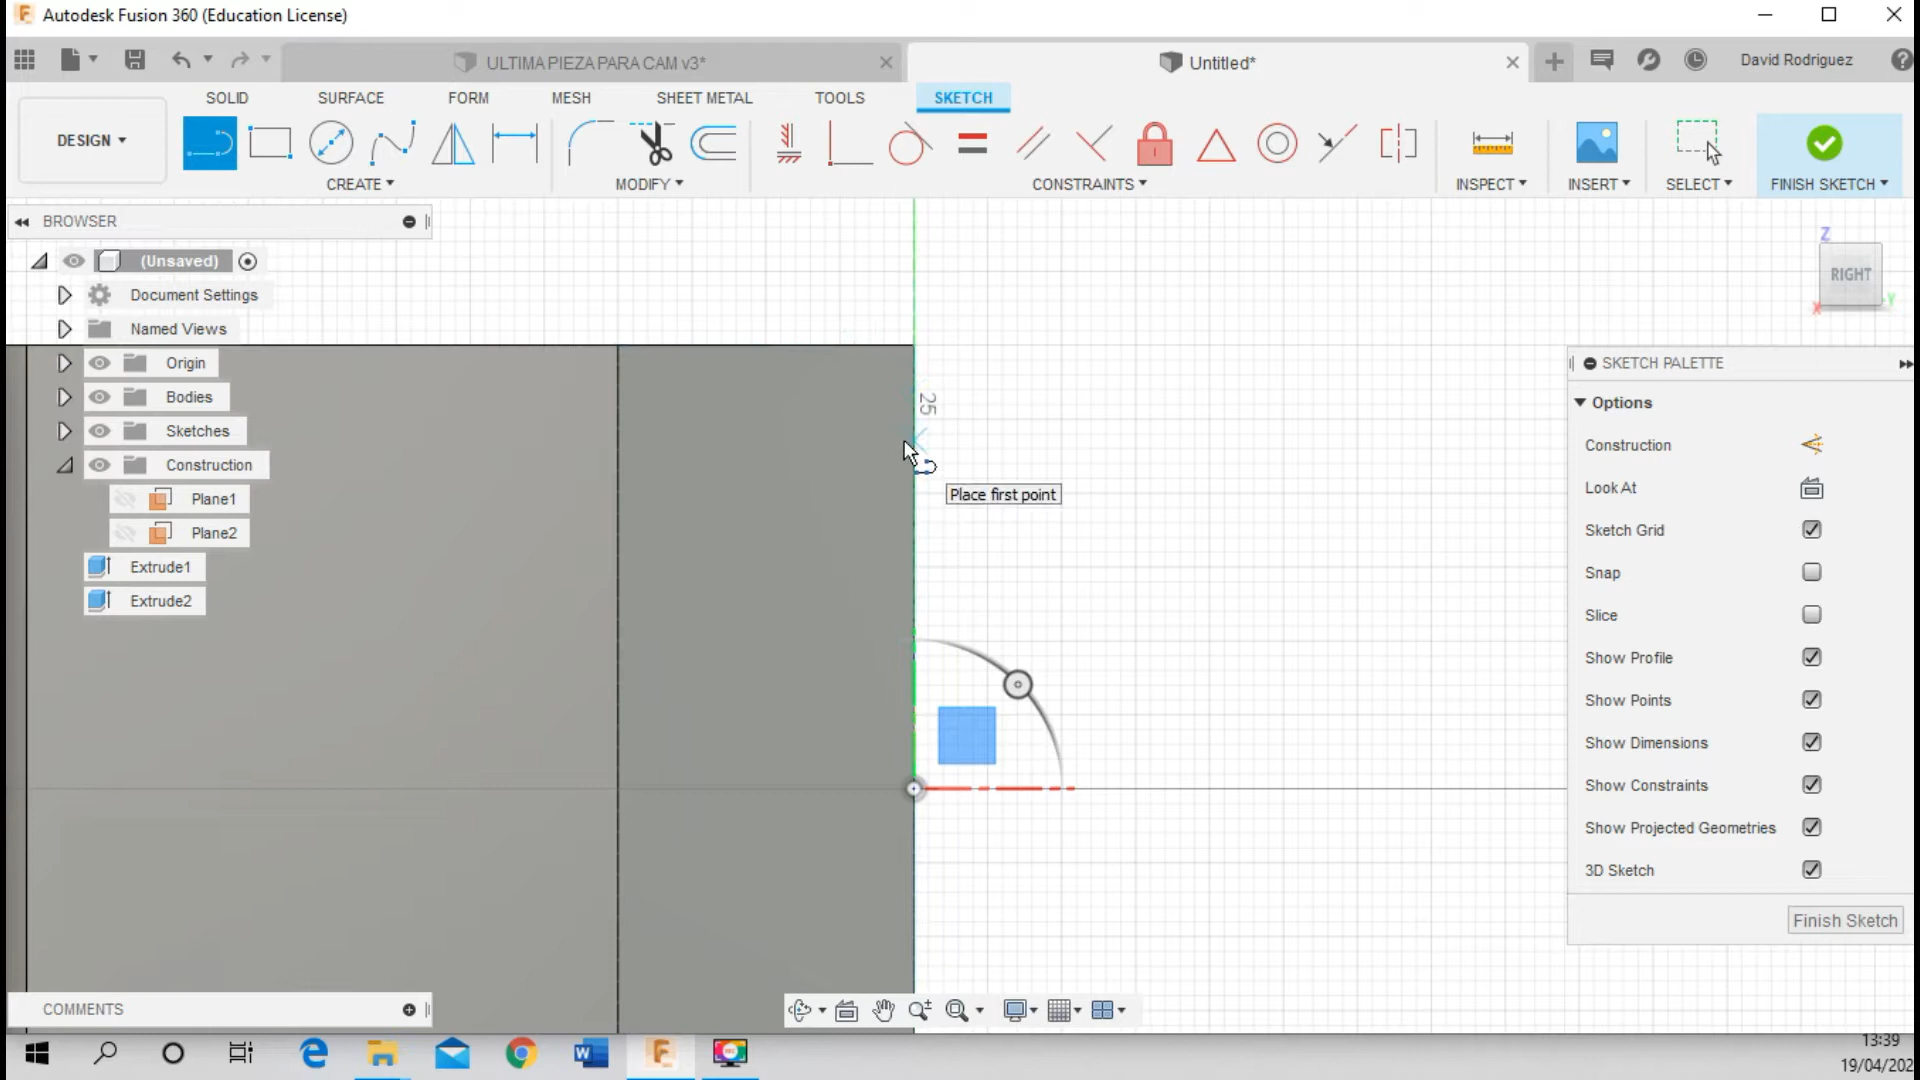 Autodesk Fusion 360 (Education License)
ULTIMA PIEZA PARA CAM v3*
Untitled*
David Rodriguez
SOLID SURFACE FORM MESH SHEET METAL TOOLS SKETCH
DESIGN
CREATE MODIFY CONSTRAINTS INSPECT INSERT SELECT FINISH SKETCH
BROWSER
(Unsaved)
Document Settings
Named Views
Origin
Bodies
Sketches
Construction
Plane1
Plane2
Extrude1
Extrude2
25
Place first point
Z
RIGHT
Y
X
SKETCH PALETTE
Options
Construction
Look At
Sketch Grid
Snap
Slice
Show Profile
Show Points
Show Dimensions
Show Constraints
Show Projected Geometries
3D Sketch
Finish Sketch
COMMENTS
13:39
19/04/202